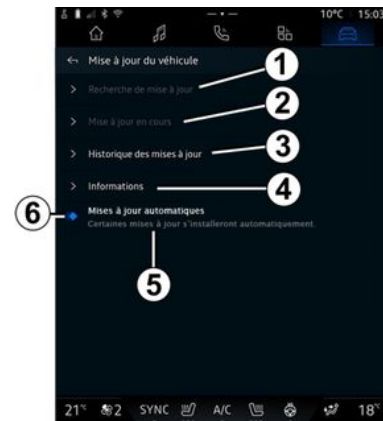 10°C 15:03
Mise à jour du véhicule
1
Recherche de mise à jour
2
Mise à jour en cours
3
Historique des mises à jour
Informations
4
6
Mises à jour automatiques
Certaines mises à jour s'installeront automatiquement.
5
21°C 2 SYNC A/C 18°C